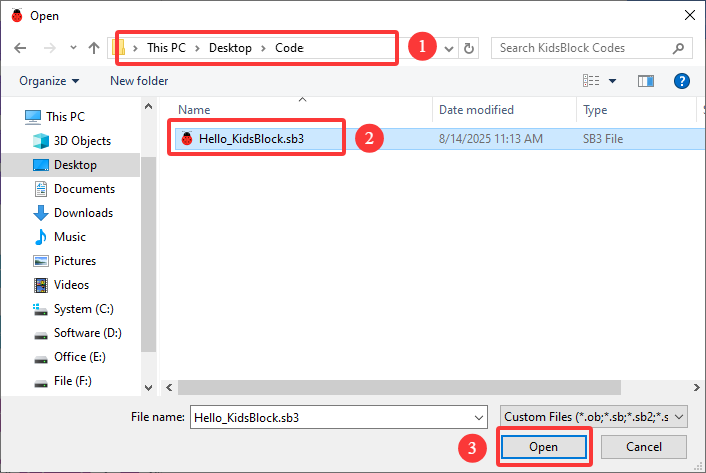 Open
This PC > Desktop > Code
1
Search KidsBlock Codes
Organize
New folder
?
Name
Date modified
Type
This PC
3D Objects
Desktop
Documents
Downloads
Music
Pictures
Videos
System (C:)
Software (D:)
Office (E:)
File (F:)
Hello_KidsBlock.sb3
2
8/14/2025 11:13 AM
SB3 File
File name:
Hello_KidsBlock.sb3
Custom Files (*.ob;*.sb;*.sb2;*.s
3
Open
Cancel